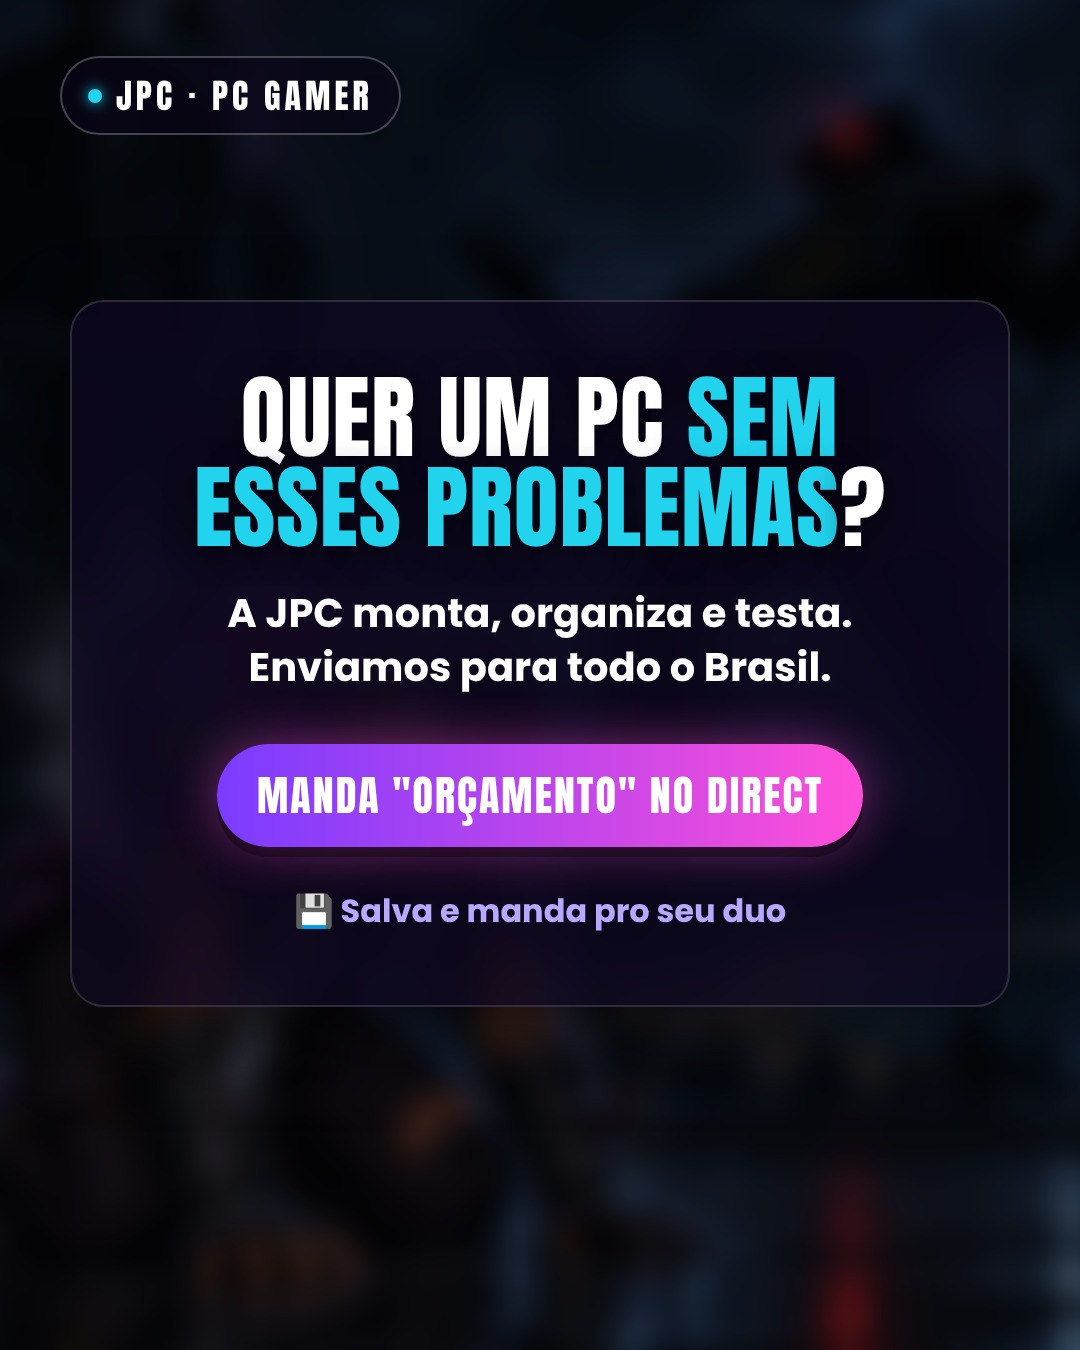 JPC · PC GAMER
QUER UM PC SEM
ESSES PROBLEMAS?
A JPC monta, organiza e testa.
Enviamos para todo o Brasil.
MANDA "ORÇAMENTO" NO DIRECT
💾 Salva e manda pro seu duo